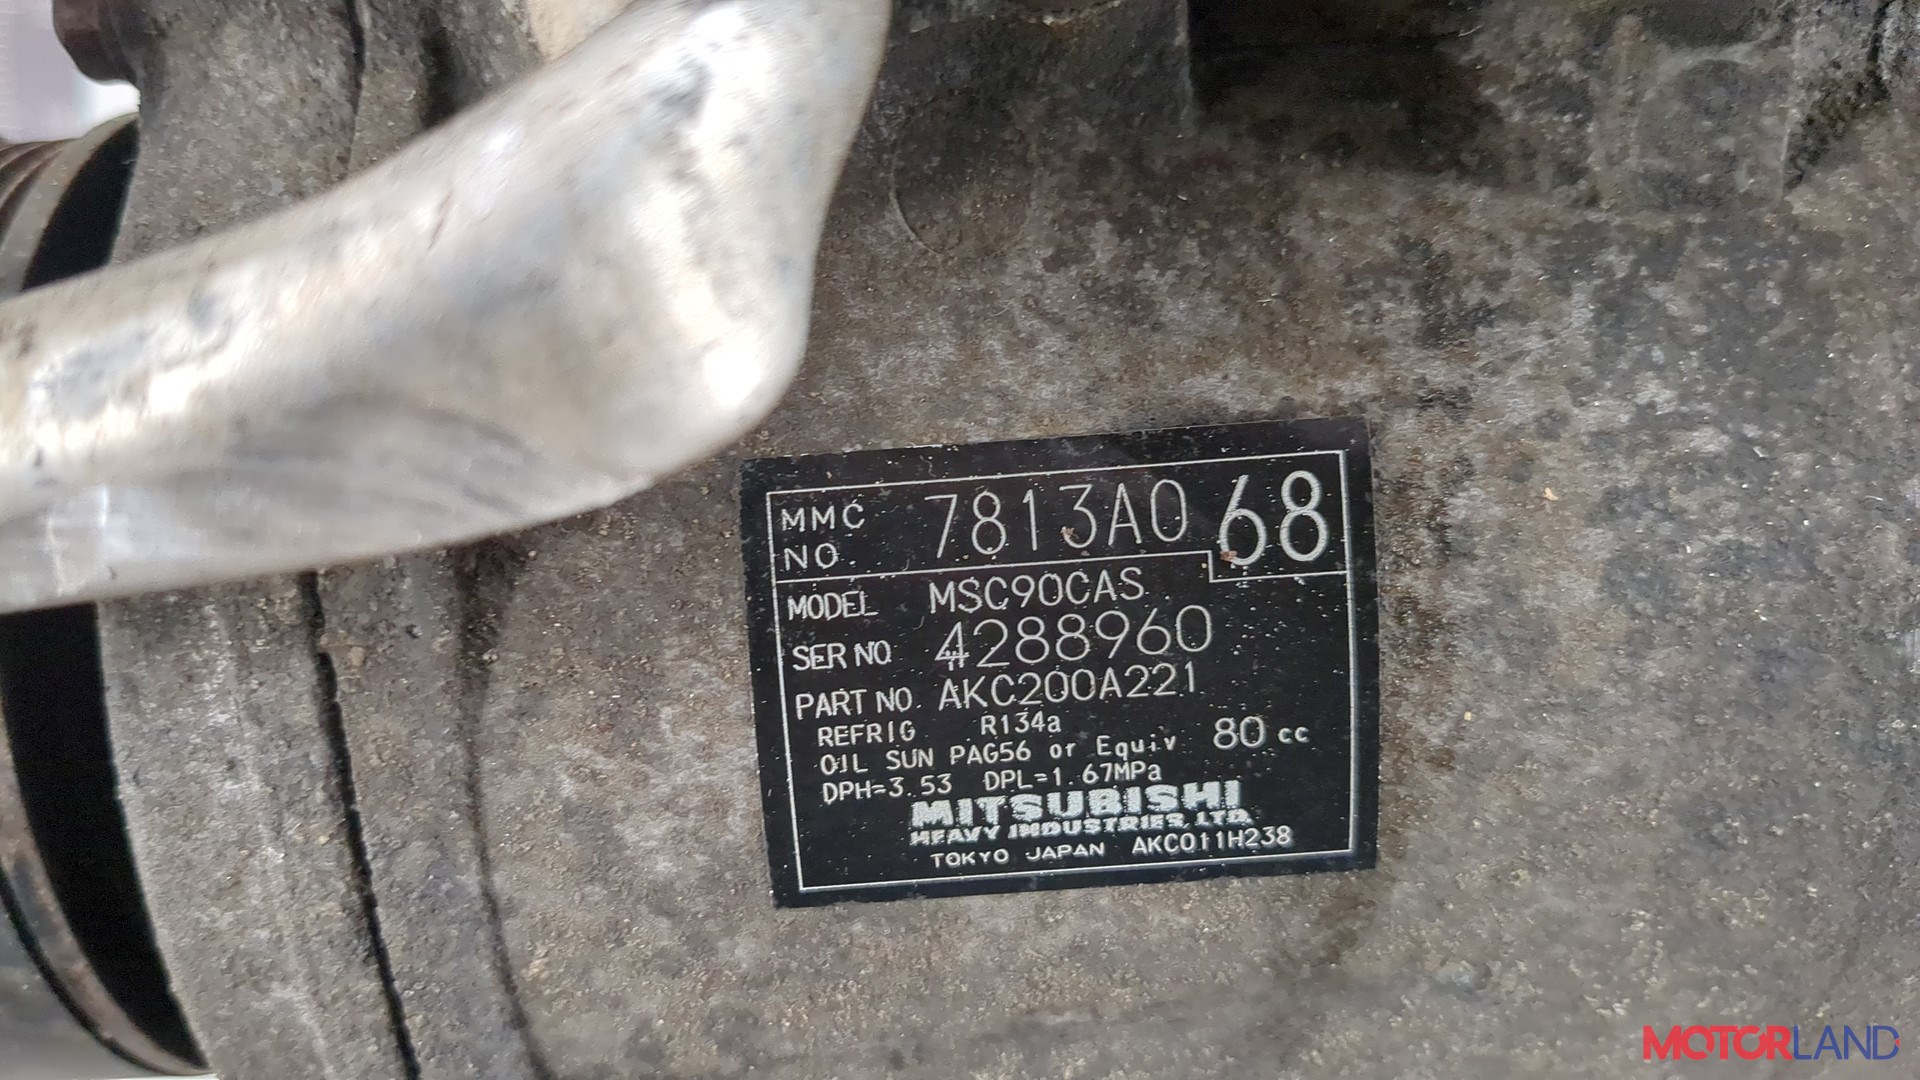 MMC NO. 7813A068
MODEL MSC90CAS
SER NO. 4288960
PART NO. AKC200A221
REFRIG R134a
OIL SUN PAG56 or Equiv 80 cc
DPH=3.53 DPL=1.67MPa
MITSUBISHI
HEAVY INDUSTRIES, LTD.
TOKYO JAPAN AKC011H238
MOTORLAND